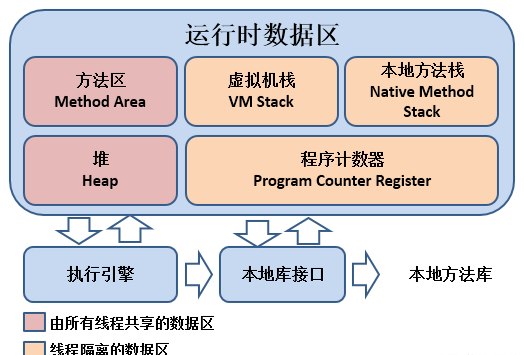 运行时数据区
方法区
Method Area
虚拟机栈
VM Stack
本地方法栈
Native Method
Stack
堆
Heap
程序计数器
Program Counter Register
执行引擎
本地库接口
本地方法库
由所有线程共享的数据区
线程隔离的数据区